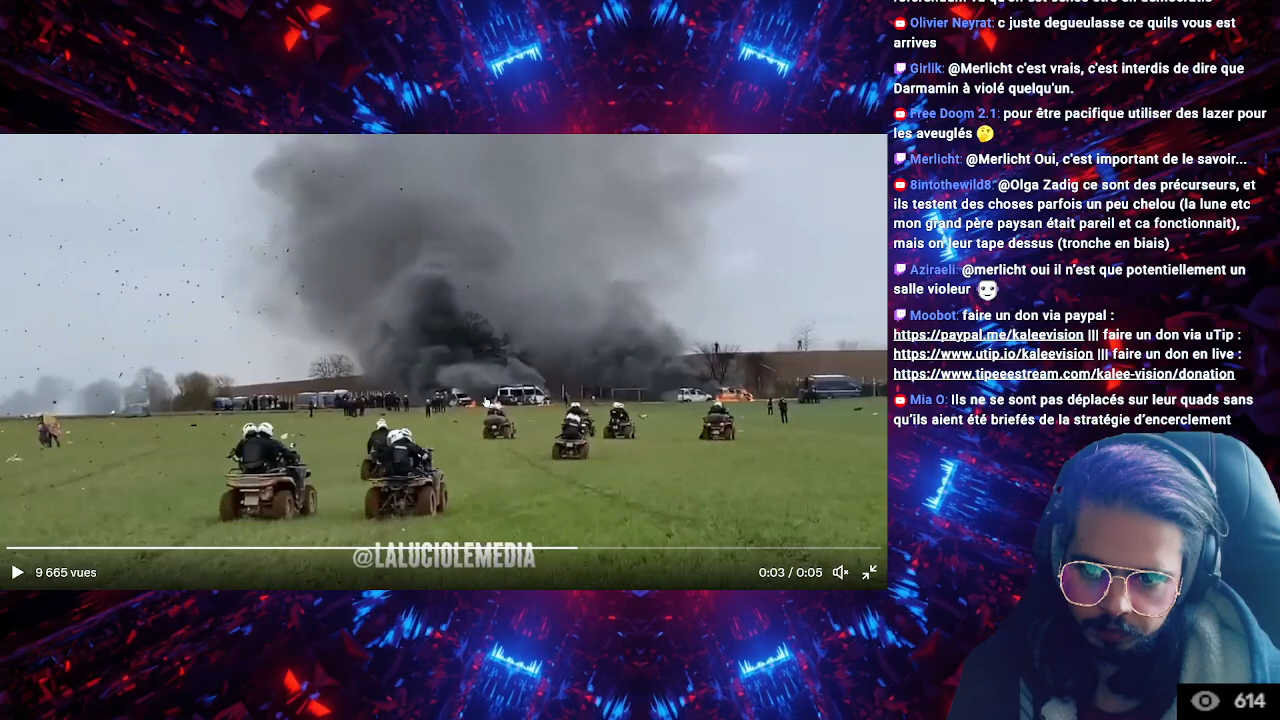 Olivier Neyrat: c juste degueulasse ce quils vous est
arrives
Girlik: @Merlicht c'est vrais, c'est interdis de dire que
Darmamin à violé quelqu'un.
Free Doom 2.1: pour être pacifique utiliser des lazer pour
les aveuglés 🤔
Merlicht: @Merlicht Oui, c'est important de le savoir...
8intothewild8: @Olga Zadig ce sont des précurseurs, et
ils testent des choses parfois un peu chelou (la lune etc
mon grand père paysan était pareil et ca fonctionnait),
mais on leur tape dessus (tronche en biais)
Aziraeli: @merlicht oui il n'est que potentiellement un
salle violeur
Moobot: faire un don via paypal :
https://paypal.me/kaleevision ||| faire un don via uTip :
https://www.utip.io/kaleevision ||| faire un don en live :
https://www.tipeeestream.com/kalee-vision/donation
Mia O: Ils ne se sont pas déplacés sur leur quads sans
qu'ils aient été briefés de la stratégie d'encerclement
@LALUCIOLEMEDIA
9 665 vues
0:03 / 0:05
614